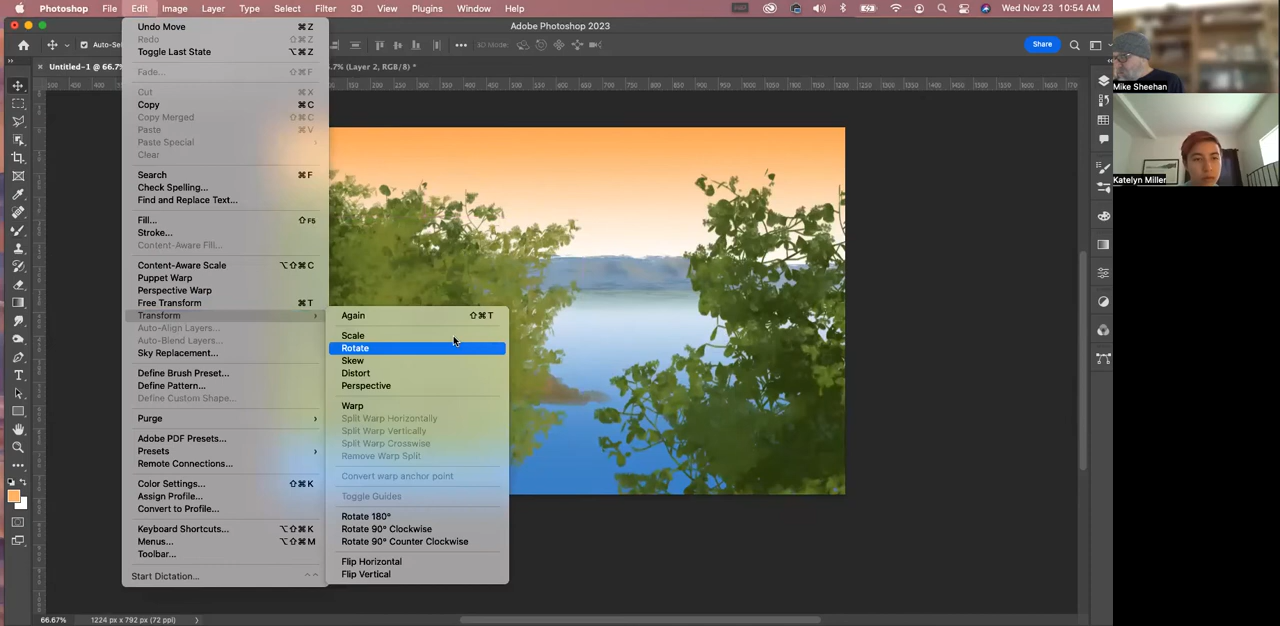 Photoshop File Edit Image Layer Type Select Filter 3D View Plugins Window Help Wed Nov 23 10:54 AM
Adobe Photoshop 2023
Auto-Se
3D Mode:
Share
Untitled-1 @ 66.7%
.7% (Layer 2, RGB/8) *
Undo Move ⌘Z
Redo ⇧⌘Z
Toggle Last State ⌥⌘Z
Fade... ⇧⌘F
Cut ⌘X
Copy ⌘C
Copy Merged ⇧⌘C
Paste ⌘V
Paste Special ›
Clear
Search ⌘F
Check Spelling...
Find and Replace Text...
Fill... ⇧F5
Stroke...
Content-Aware Fill...
Content-Aware Scale ⌥⇧⌘C
Puppet Warp
Perspective Warp
Free Transform ⌘T
Transform ›
Auto-Align Layers...
Auto-Blend Layers...
Sky Replacement...
Define Brush Preset...
Define Pattern...
Define Custom Shape...
Purge ›
Adobe PDF Presets...
Presets ›
Remote Connections...
Color Settings... ⇧⌘K
Assign Profile...
Convert to Profile...
Keyboard Shortcuts... ⌥⇧⌘K
Menus... ⌥⇧⌘M
Toolbar...
Start Dictation...
Again ⇧⌘T
Scale
Rotate
Skew
Distort
Perspective
Warp
Split Warp Horizontally
Split Warp Vertically
Split Warp Crosswise
Remove Warp Split
Convert warp anchor point
Toggle Guides
Rotate 180°
Rotate 90° Clockwise
Rotate 90° Counter Clockwise
Flip Horizontal
Flip Vertical
66.67% 1224 px x 792 px (72 ppi) ›
Mike Sheehan
Katelyn Miller